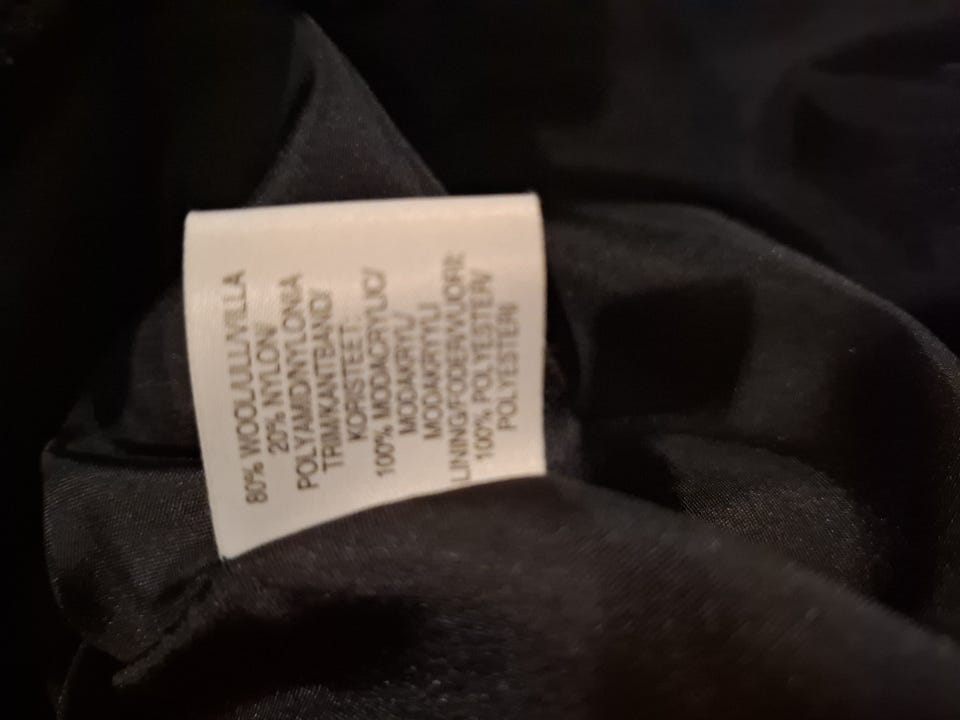 80% WOOL/ULL/VILLA
20% NYLON/
POLYAMID/NYLONIA
TRIM/KANTBAND/
KORISTEET:
100% MODACRYLIC/
MODAKRYL/
MODAKRYYLI
LINING/FODER/VUORI:
100% POLYESTER/
POLYESTERI